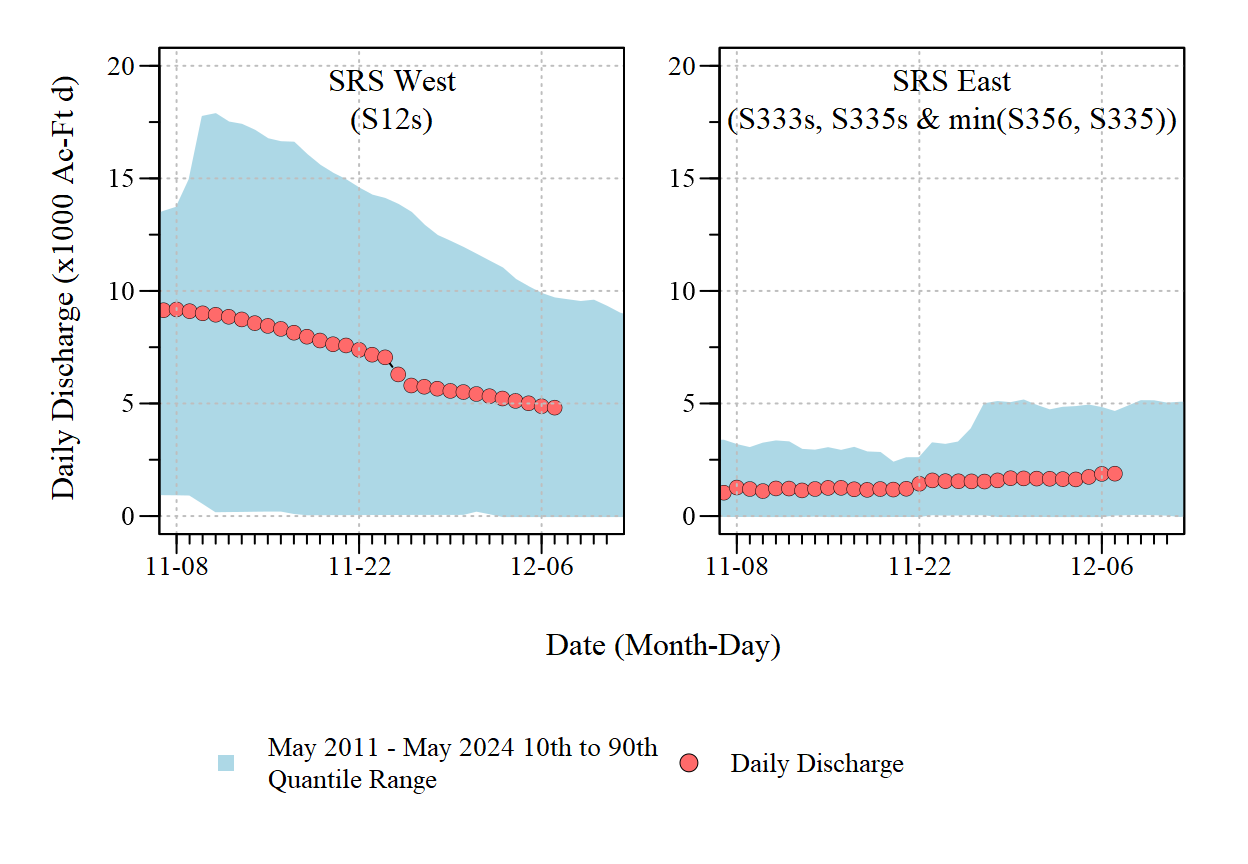 SRS West
(S12s)
SRS East
(S333s, S335s & min(S356, S335))
Daily Discharge (x1000 Ac-Ft d)
20
15
10
5
0
11-08
11-22
12-06
20
15
10
5
0
11-08
11-22
12-06
Date (Month-Day)
May 2011 - May 2024 10th to 90th
Quantile Range
Daily Discharge